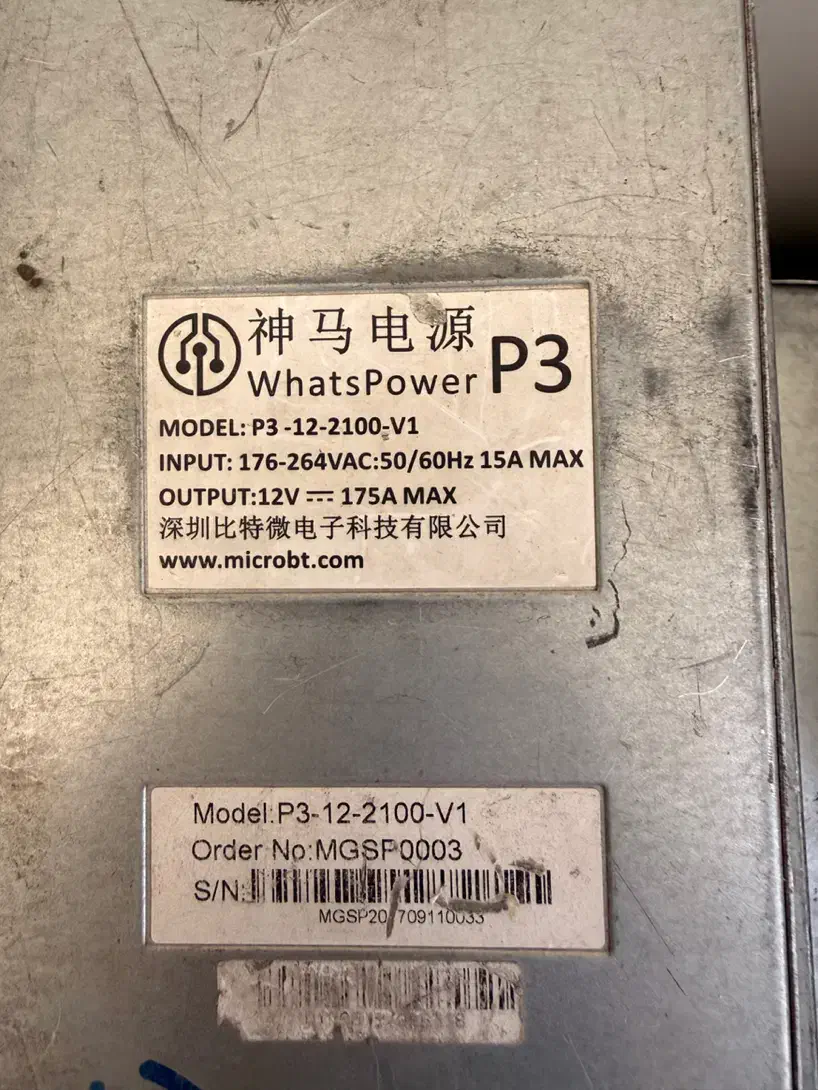 神马电源
WhatsPower P3
MODEL: P3 -12-2100-V1
INPUT: 176-264VAC:50/60Hz 15A MAX
OUTPUT:12V ⎓ 175A MAX
深圳比特微电子科技有限公司
www.microbt.com
Model:P3-12-2100-V1
Order No:MGSP0003
S/N: